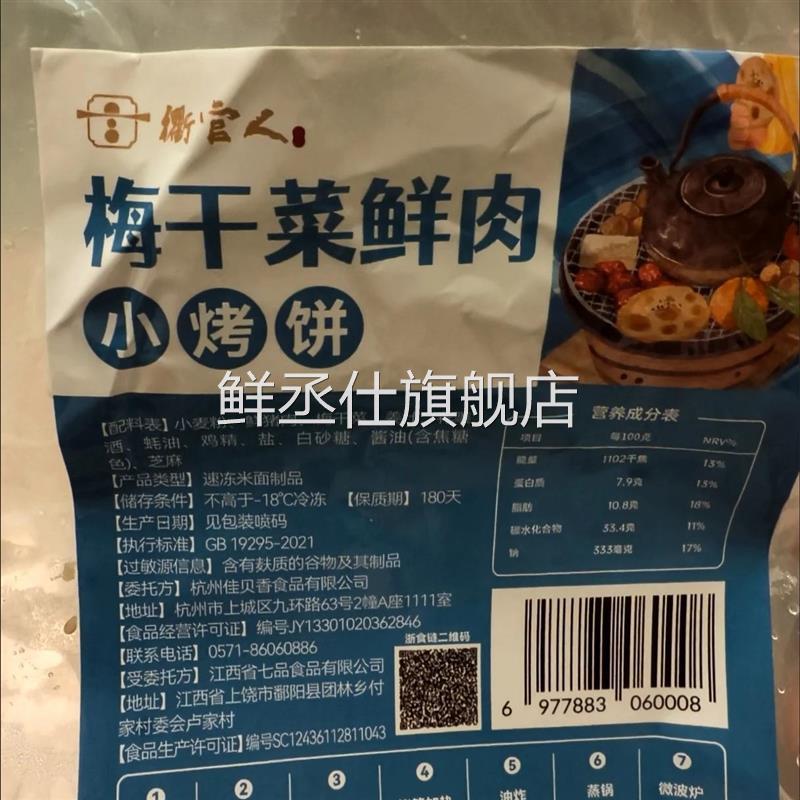 衢官人
梅干菜鲜肉
小烤饼
鲜丞仕旗舰店
【配料表】小麦粉、鲜猪肉、梅干菜、
酒、蚝油、鸡精、盐、白砂糖、酱油(含焦糖
色)、芝麻
【产品类型】速冻米面制品
【储存条件】不高于-18℃冷冻 【保质期】180天
【生产日期】见包装喷码
【执行标准】GB 19295-2021
【过敏源信息】含有麸质的谷物及其制品
【委托方】杭州佳贝香食品有限公司
【地址】杭州市上城区九环路63号2幢A座1111室
【食品经营许可证】编号JY13301020362846
【联系电话】0571-86060886
【受委托方】江西省七品食品有限公司
【地址】江西省上饶市鄱阳县团林乡付
家村委会卢家村
【食品生产许可证】编号SC12436112811043
浙食链二维码
营养成分表
项目 每100克 NRV%
能量 1102千焦 13%
蛋白质 7.9克 13%
脂肪 10.8克 18%
碳水化合物 33.4克 11%
钠 333毫克 17%
6 977883 060008
1 2 3 4 5 6 7
油炸 蒸锅 微波炉